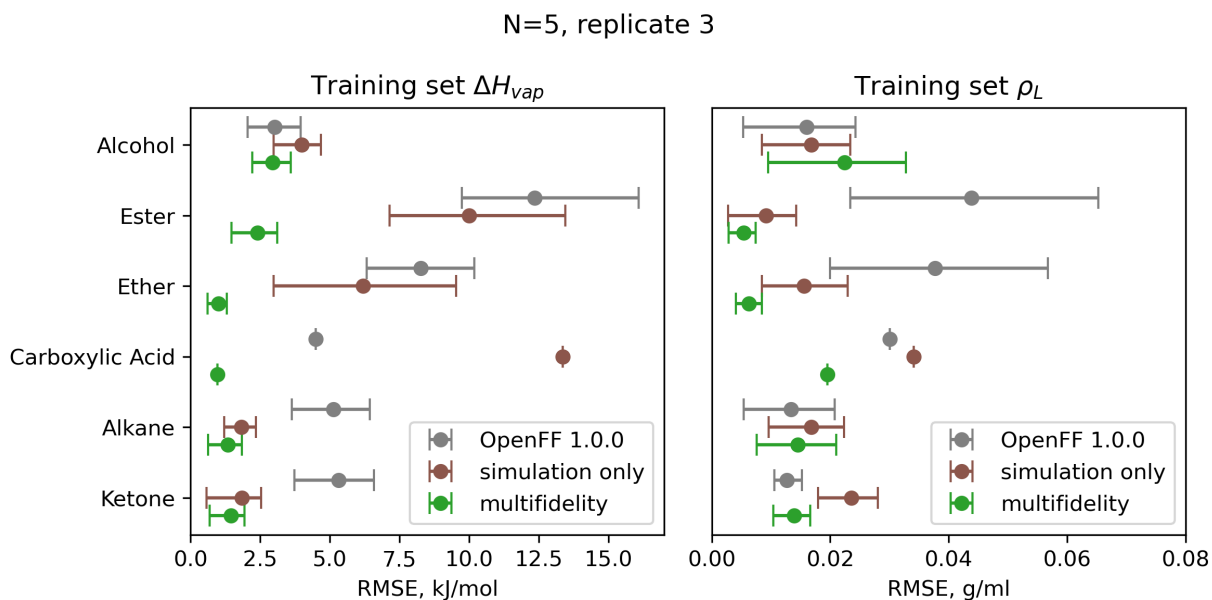 N=5, replicate 3
Training set ΔH_vap
Training set ρ_L
Alcohol
Ester
Ether
Carboxylic Acid
Alkane
Ketone
OpenFF 1.0.0
simulation only
multifidelity
OpenFF 1.0.0
simulation only
multifidelity
0.0 2.5 5.0 7.5 10.0 12.5 15.0
0.00 0.02 0.04 0.06 0.08
RMSE, kJ/mol
RMSE, g/ml